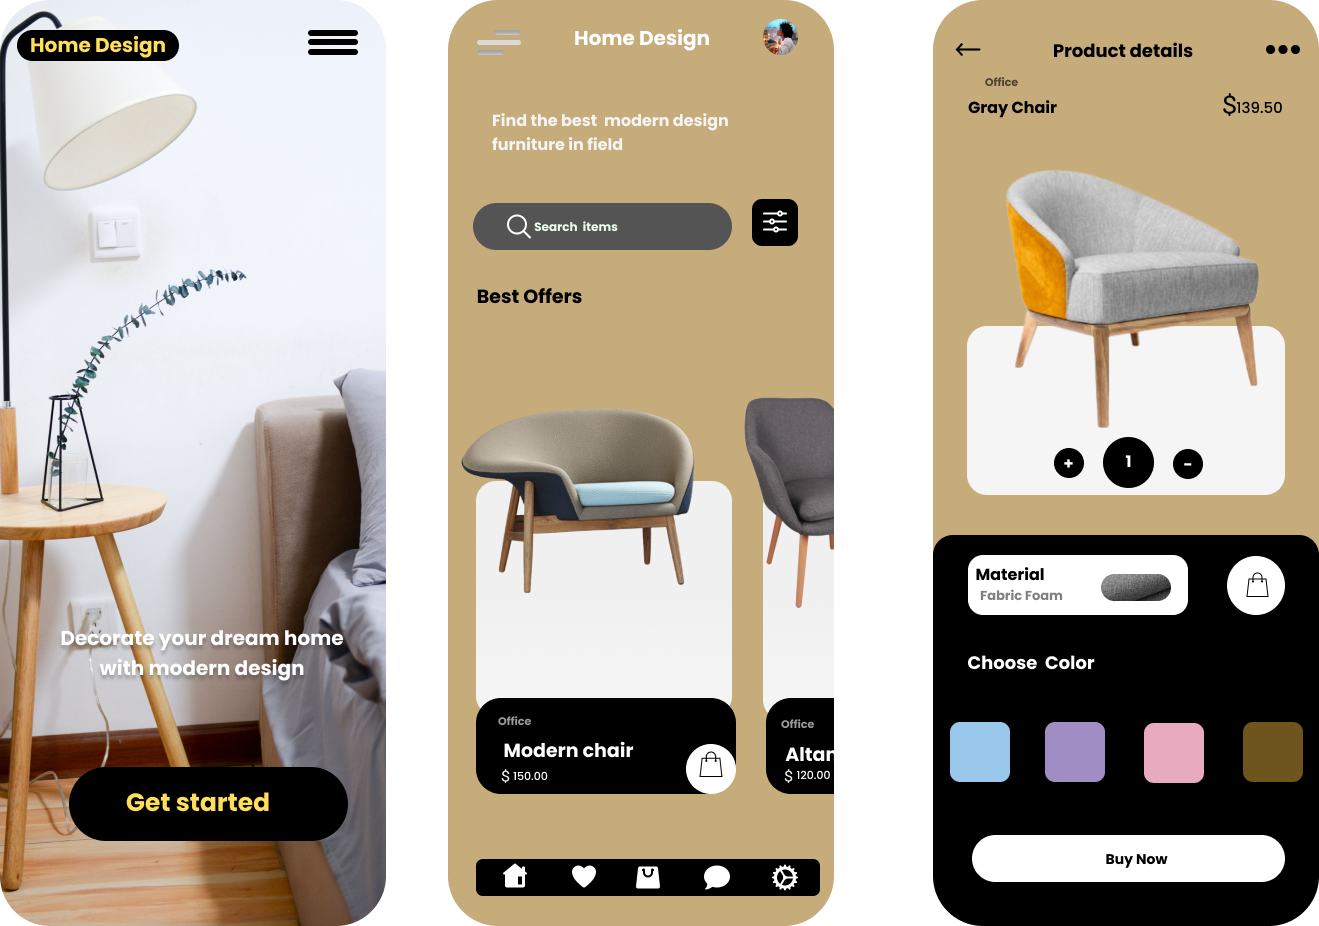 Home Design
Decorate your dream home
with modern design
Get started
Home Design
Find the best modern design
furniture in field
Search items
Best Offers
Office
Modern chair
$ 150.00
Office
Altan
$ 120.00
Product details
Office
Gray Chair
$139.50
+ 1 -
Material
Fabric Foam
Choose Color
Buy Now